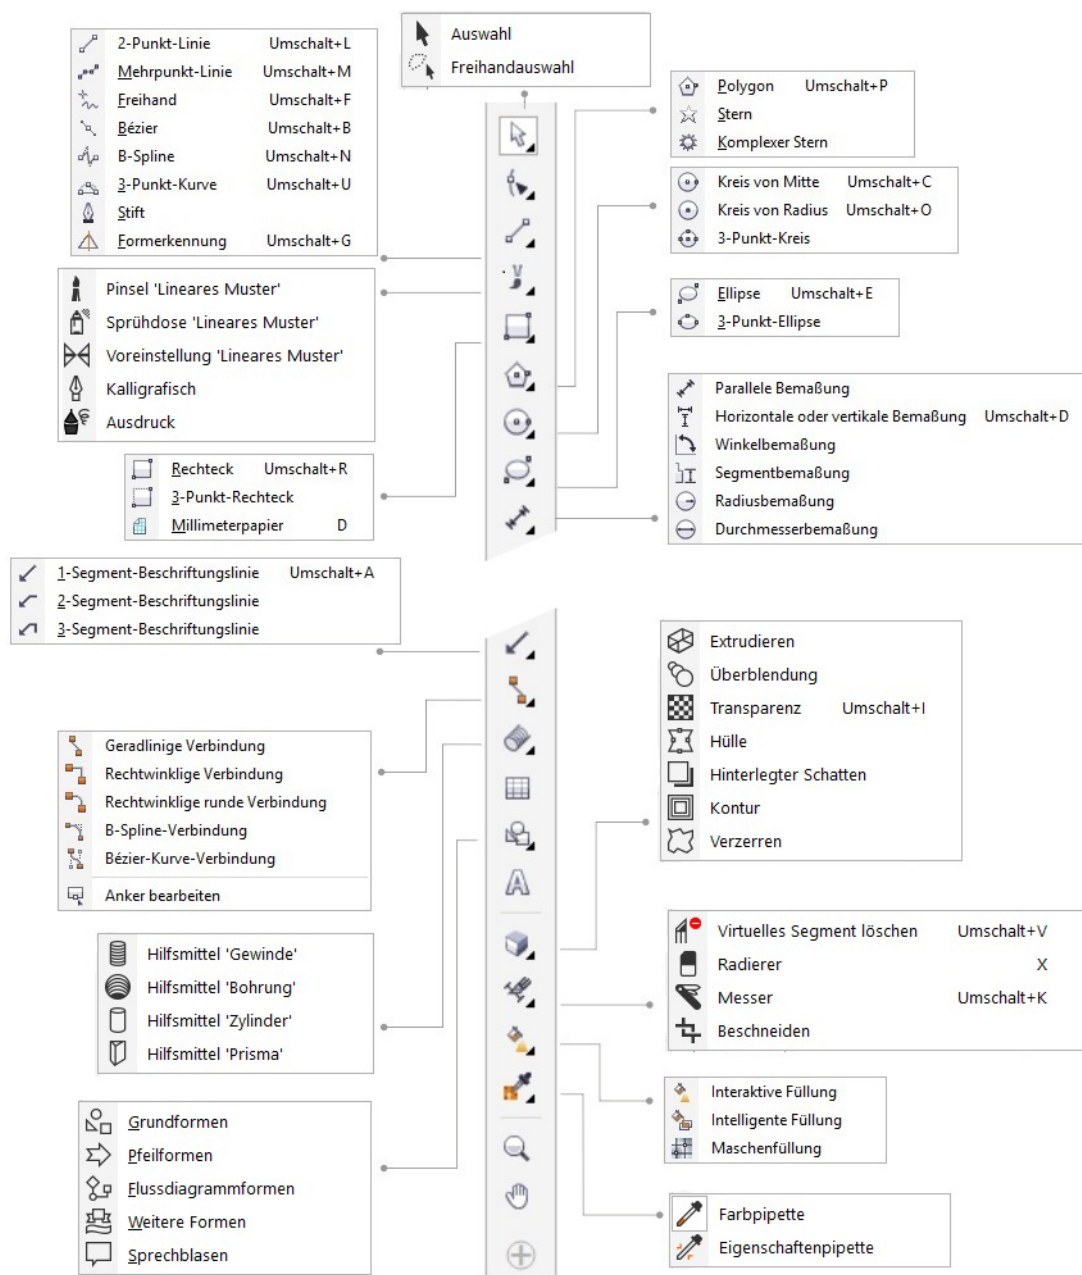 Auswahl
Freihandauswahl
2-Punkt-Linie Umschalt+L
Mehrpunkt-Linie Umschalt+M
Freihand Umschalt+F
Bézier Umschalt+B
B-Spline Umschalt+N
3-Punkt-Kurve Umschalt+U
Stift
Formerkennung Umschalt+G
Polygon Umschalt+P
Stern
Komplexer Stern
Kreis von Mitte Umschalt+C
Kreis von Radius Umschalt+O
3-Punkt-Kreis
Pinsel 'Lineares Muster'
Sprühdose 'Lineares Muster'
Voreinstellung 'Lineares Muster'
Kalligrafisch
Ausdruck
Ellipse Umschalt+E
3-Punkt-Ellipse
Rechteck Umschalt+R
3-Punkt-Rechteck
Millimeterpapier D
Parallele Bemaßung
Horizontale oder vertikale Bemaßung Umschalt+D
Winkelbemaßung
Segmentbemaßung
Radiusbemaßung
Durchmesserbemaßung
1-Segment-Beschriftungslinie Umschalt+A
2-Segment-Beschriftungslinie
3-Segment-Beschriftungslinie
Extrudieren
Überblendung
Transparenz Umschalt+I
Hülle
Hinterlegter Schatten
Kontur
Verzerren
Geradlinige Verbindung
Rechtwinklige Verbindung
Rechtwinklige runde Verbindung
B-Spline-Verbindung
Bézier-Kurve-Verbindung
Anker bearbeiten
Virtuelles Segment löschen Umschalt+V
Radierer X
Messer Umschalt+K
Beschneiden
Hilfsmittel 'Gewinde'
Hilfsmittel 'Bohrung'
Hilfsmittel 'Zylinder'
Hilfsmittel 'Prisma'
Interaktive Füllung
Intelligente Füllung
Maschenfüllung
Grundformen
Pfeilformen
Flussdiagrammformen
Weitere Formen
Sprechblasen
Farbpipette
Eigenschaftenpipette